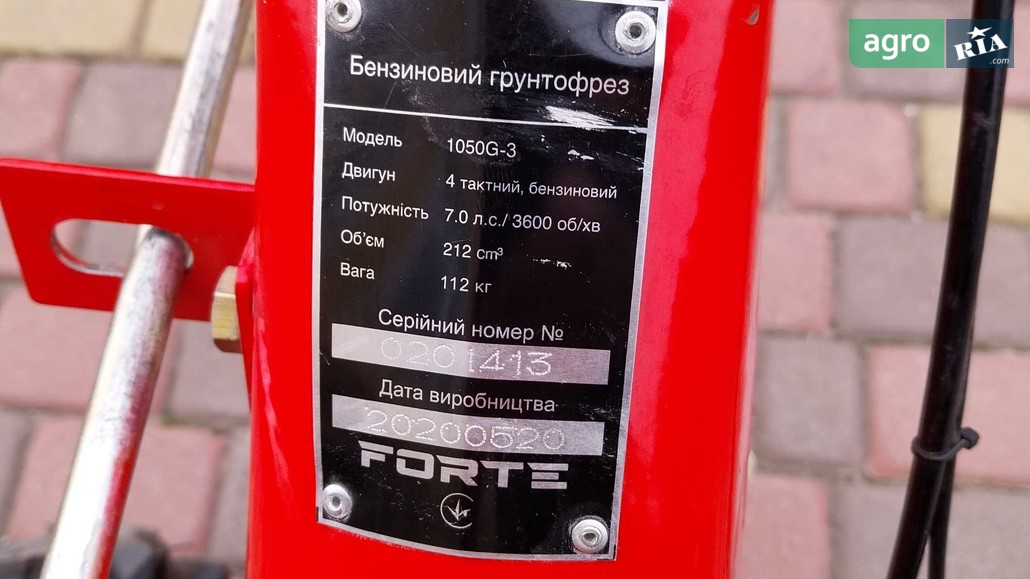 agro RIA
.com
Бензиновий грунтофрез
Модель 1050G-3
Двигун 4 тактний, бензиновий
Потужність 7.0 л.с./ 3600 об/хв
Об'єм 212 cm³
Вага 112 кг
Серійний номер №
0201413
Дата виробництва
20200520
FORTE